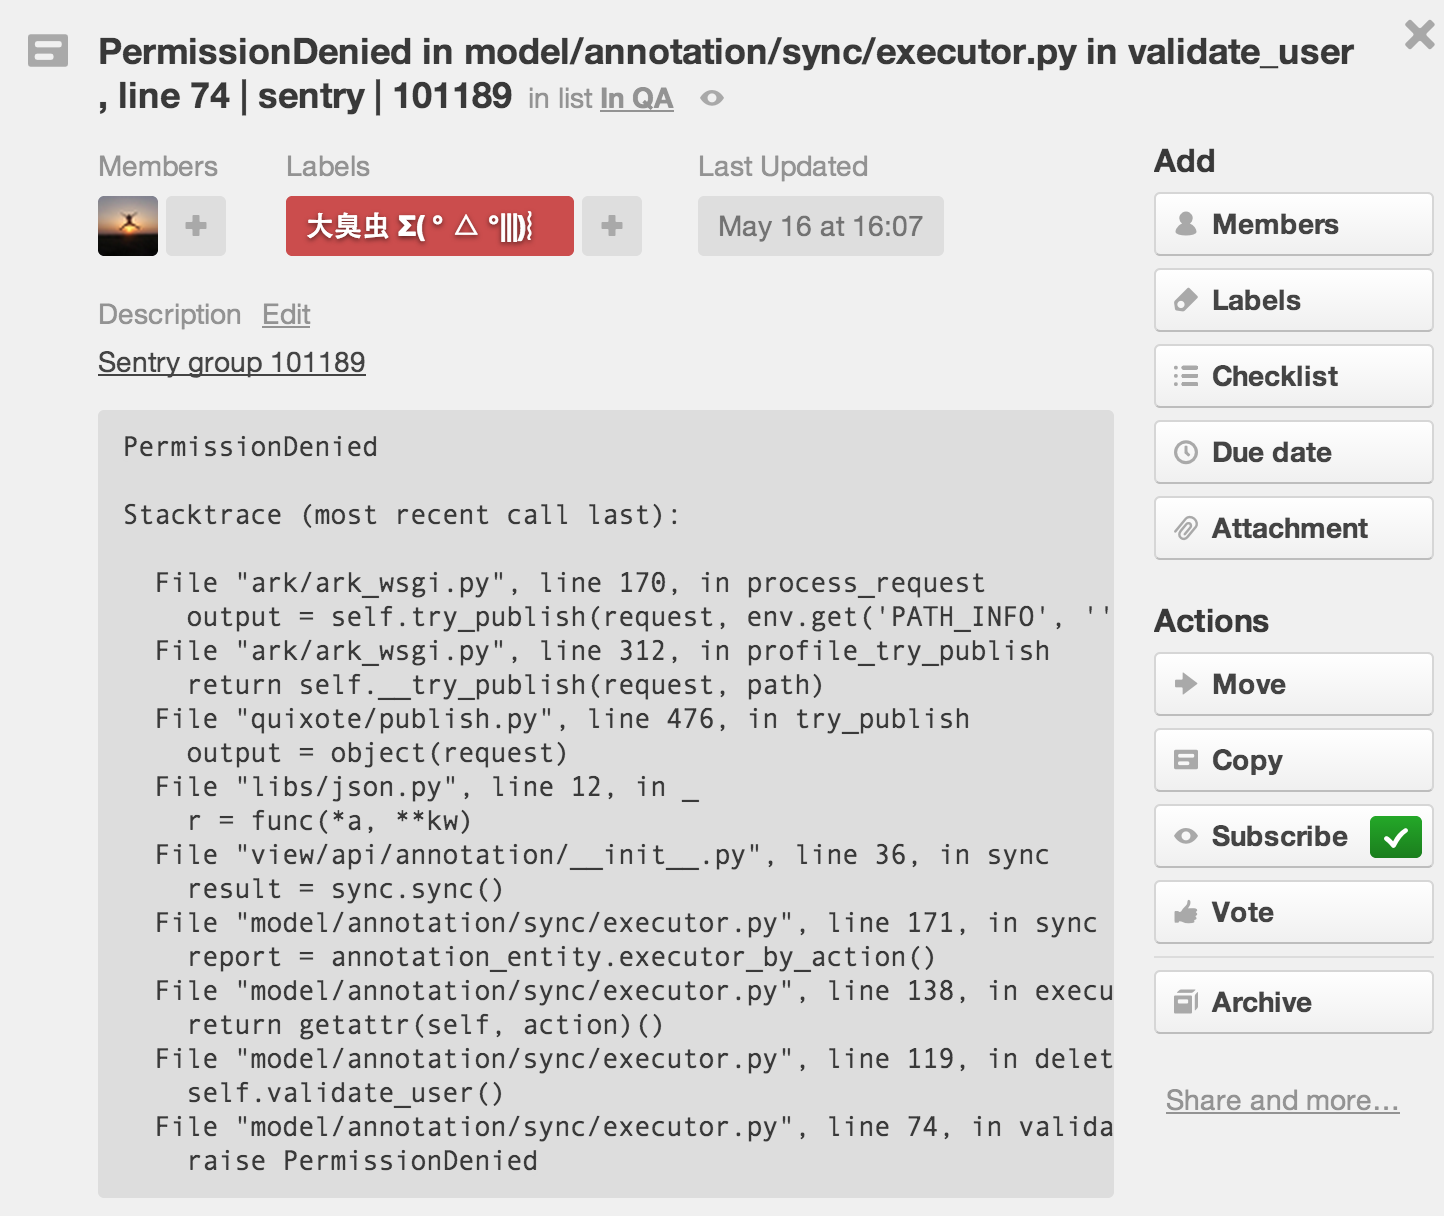 PermissionDenied in model/annotation/sync/executor.py in validate_user
, line 74 | sentry | 101189 in list In QA
Members
Labels
Last Updated
大臭虫 Σ( ° △ °|||)︴
May 16 at 16:07
Description Edit
Sentry group 101189
PermissionDenied
Stacktrace (most recent call last):
File "ark/ark_wsgi.py", line 170, in process_request
output = self.try_publish(request, env.get('PATH_INFO', ''
File "ark/ark_wsgi.py", line 312, in profile_try_publish
return self.__try_publish(request, path)
File "quixote/publish.py", line 476, in try_publish
output = object(request)
File "libs/json.py", line 12, in _
r = func(*a, **kw)
File "view/api/annotation/__init__.py", line 36, in sync
result = sync.sync()
File "model/annotation/sync/executor.py", line 171, in sync
report = annotation_entity.executor_by_action()
File "model/annotation/sync/executor.py", line 138, in execu
return getattr(self, action)()
File "model/annotation/sync/executor.py", line 119, in delet
self.validate_user()
File "model/annotation/sync/executor.py", line 74, in valida
raise PermissionDenied
Add
Members
Labels
Checklist
Due date
Attachment
Actions
Move
Copy
Subscribe
Vote
Archive
Share and more...